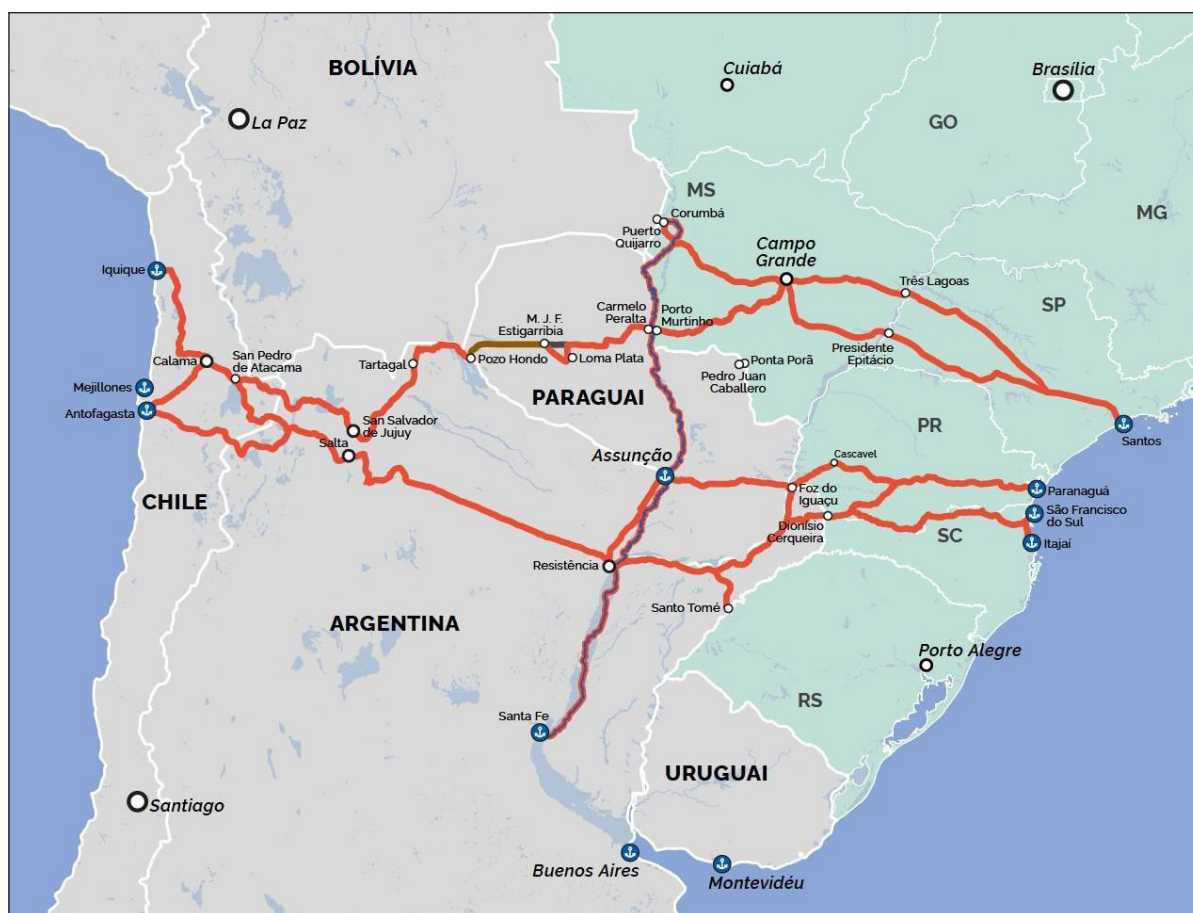 BOLÍVIA
Cuiabá
Brasília
La Paz
GO
MS
MG
Corumbá
Puerto
Quijarro
Campo
Grande
Iquique
Três Lagoas
SP
Carmelo
Peralta
Porto
Murtinho
M. J. F.
Estigarribia
Presidente
Epitácio
Calama
San Pedro
de Atacama
Tartagal
Pozo Hondo
Loma Plata
Ponta Porã
Pedro Juan
Caballero
Mejillones
Antofagasta
PARAGUAI
San Salvador
de Jujuy
Salta
PR
Santos
Assunção
Cascavel
CHILE
Foz do
Iguaçu
Paranaguá
São Francisco
do Sul
Dionísio
Cerqueira
SC
Itajaí
Resistência
Santo Tomé
ARGENTINA
Porto Alegre
RS
Santa Fe
URUGUAI
Santiago
Buenos Aires
Montevidéu